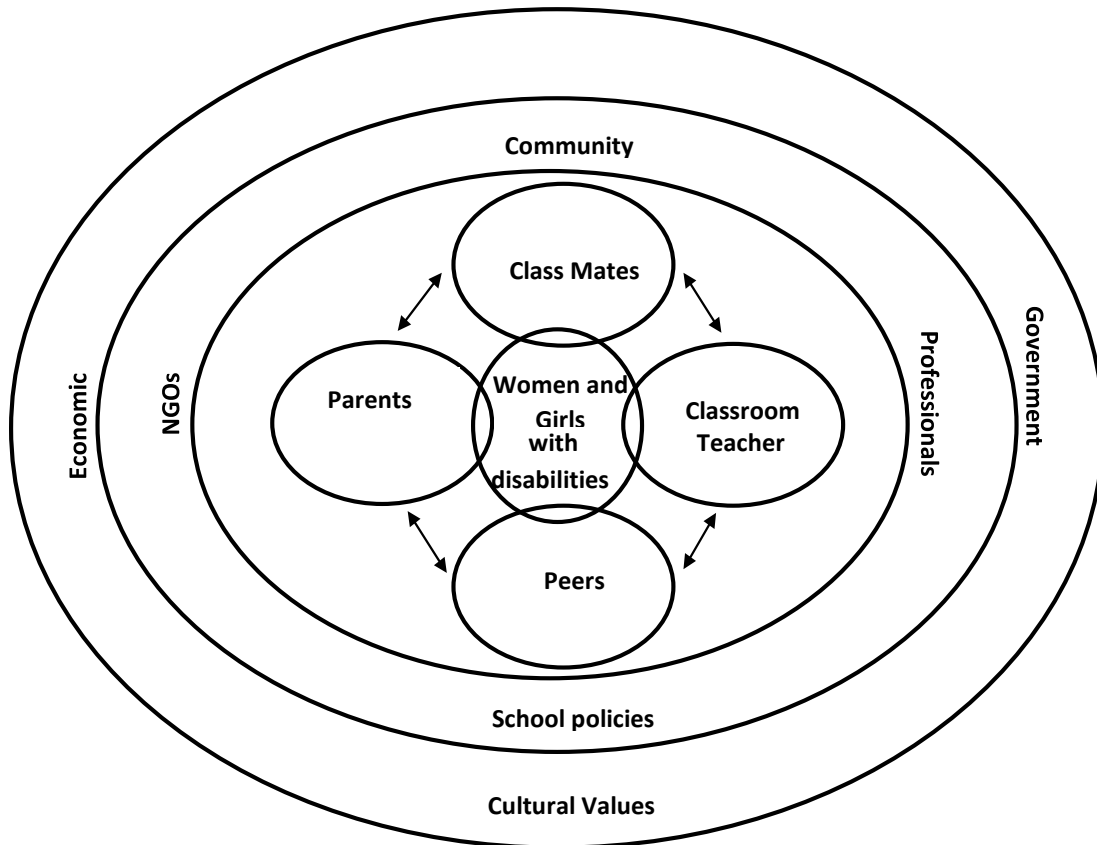 Community
Class Mates
Economic
NGOs
Parents
Women and
Girls
with
disabilities
Classroom
Teacher
Professionals
Government
Peers
School policies
Cultural Values